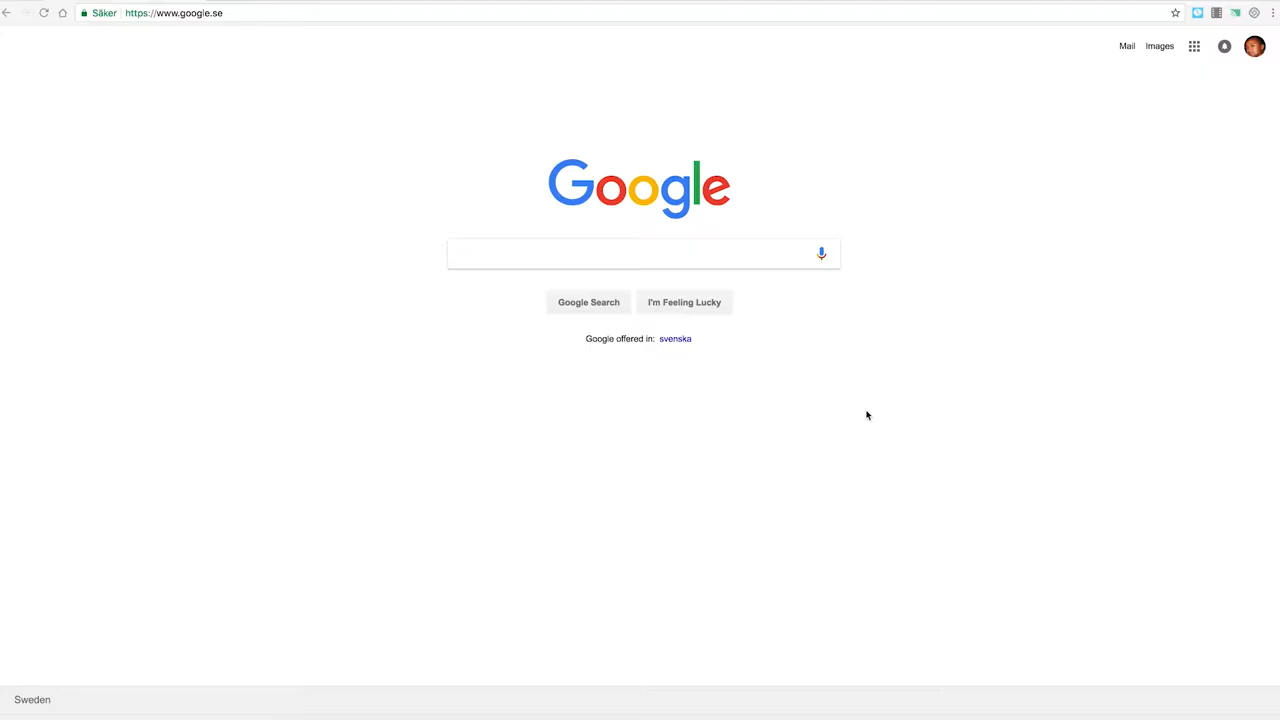 Säker https://www.google.se
Mail Images
Google
Google Search I'm Feeling Lucky
Google offered in: svenska
Sweden